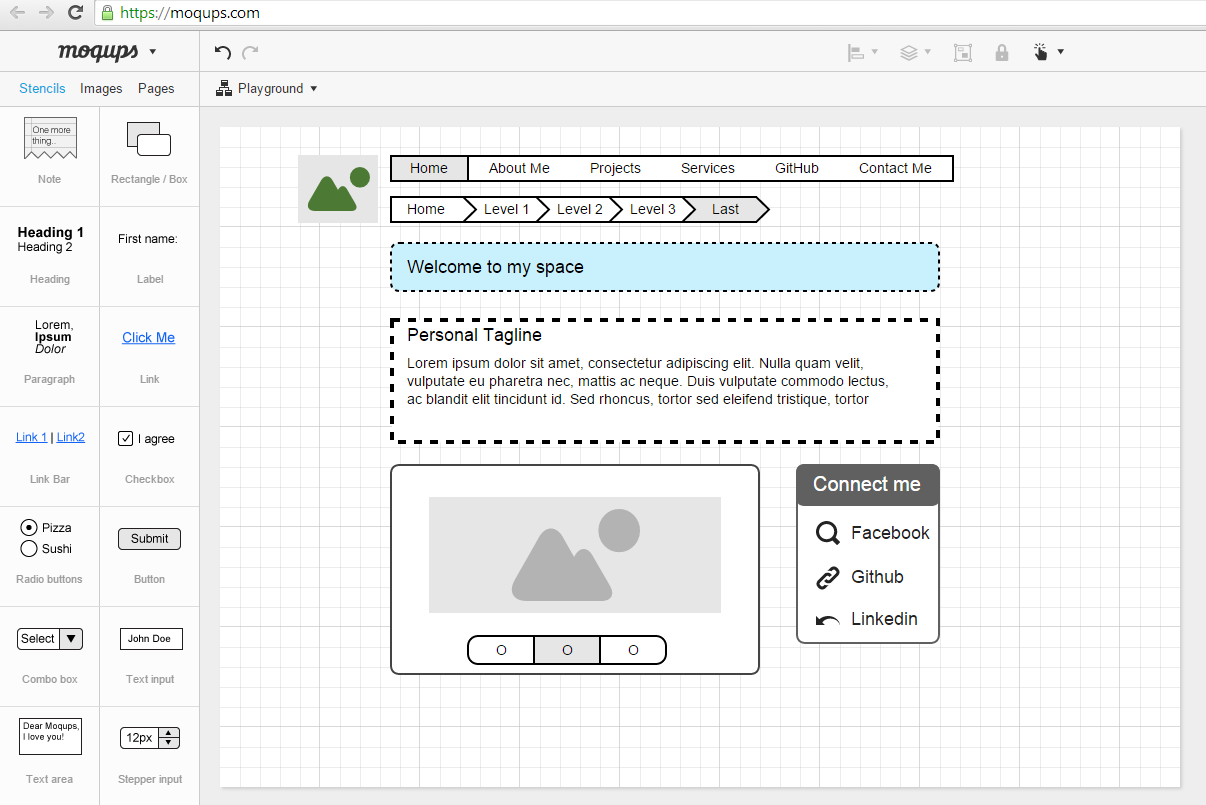 https://moqups.com
moqups
Stencils Images Pages
Playground
One more
thing..
Note
Rectangle / Box
Heading 1
Heading 2
Heading
First name:
Label
Lorem,
Ipsum
Dolor
Paragraph
Click Me
Link
Link 1 | Link2
Link Bar
I agree
Checkbox
Pizza
Sushi
Radio buttons
Submit
Button
Select
Combo box
John Doe
Text input
Dear Moqups,
I love you!
Text area
12px
Stepper input
Home About Me Projects Services GitHub Contact Me
Home Level 1 Level 2 Level 3 Last
Welcome to my space
Personal Tagline
Lorem ipsum dolor sit amet, consectetur adipiscing elit. Nulla quam velit,
vulputate eu pharetra nec, mattis ac neque. Duis vulputate commodo lectus,
ac blandit elit tincidunt id. Sed rhoncus, tortor sed eleifend tristique, tortor
O O O
Connect me
Facebook
Github
Linkedin